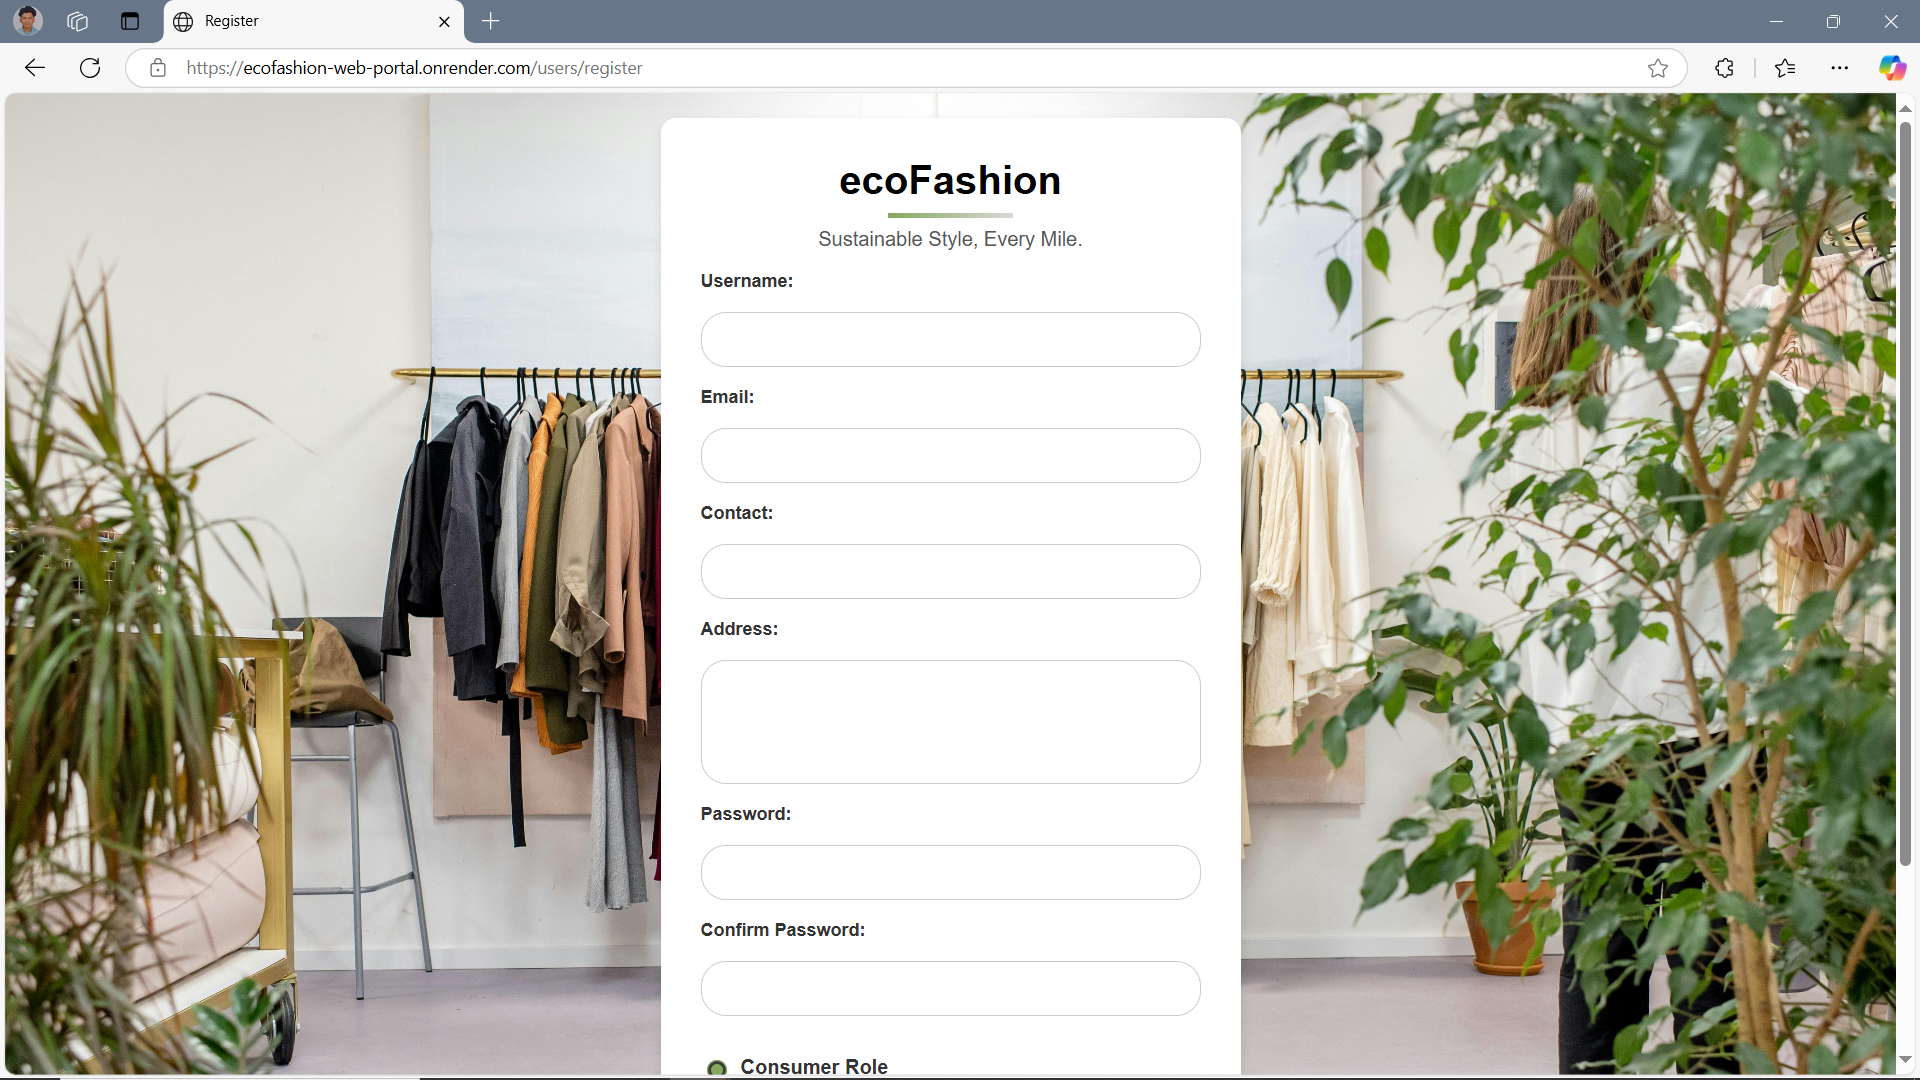 Register
https://ecofashion-web-portal.onrender.com/users/register
ecoFashion
Sustainable Style, Every Mile.
Username:
Email:
Contact:
Address:
Password:
Confirm Password:
Consumer Role